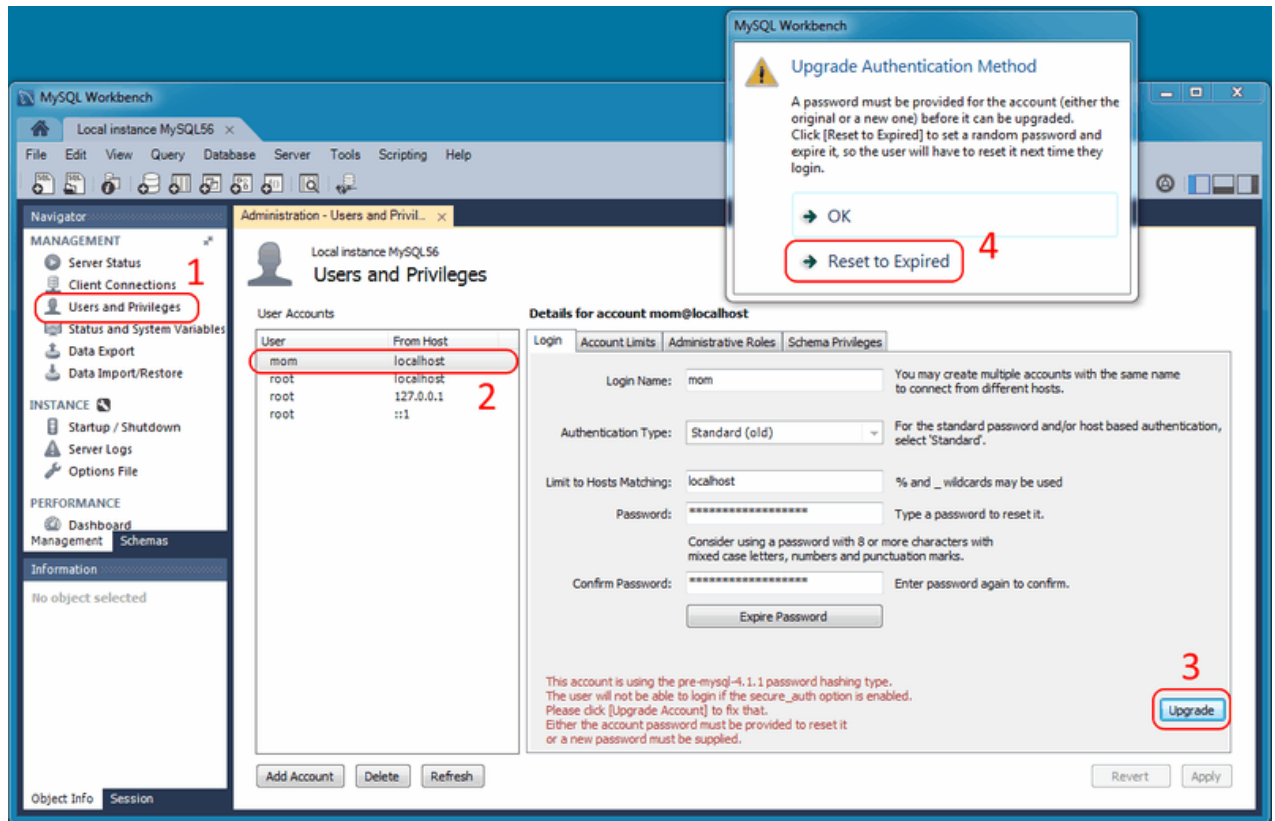 MySQL Workbench
Upgrade Authentication Method
A password must be provided for the account (either the
original or a new one) before it can be upgraded.
Click [Reset to Expired] to set a random password and
expire it, so the user will have to reset it next time they
login.
OK
Reset to Expired
4
MySQL Workbench
Local instance MySQL56
File Edit View Query Database Server Tools Scripting Help
Navigator
MANAGEMENT
Server Status
1
Client Connections
Users and Privileges
Status and System Variables
Data Export
Data Import/Restore
INSTANCE
Startup / Shutdown
Server Logs
Options File
PERFORMANCE
Dashboard
Management Schemas
Information
No object selected
Object Info Session
Administration - Users and Privil..
Local instance MySQL56
Users and Privileges
User Accounts
User From Host
mom localhost
root localhost
root 127.0.0.1
root ::1
2
Add Account Delete Refresh
Details for account mom@localhost
Login Account Limits Administrative Roles Schema Privileges
Login Name: mom
You may create multiple accounts with the same name
to connect from different hosts.
Authentication Type: Standard (old)
For the standard password and/or host based authentication,
select 'Standard'.
Limit to Hosts Matching: localhost % and _ wildcards may be used
Password: ****************** Type a password to reset it.
Consider using a password with 8 or more characters with
mixed case letters, numbers and punctuation marks.
Confirm Password: ****************** Enter password again to confirm.
Expire Password
This account is using the pre-mysql-4.1.1 password hashing type.
The user will not be able to login if the secure_auth option is enabled.
Please click [Upgrade Account] to fix that.
Either the account password must be provided to reset it
or a new password must be supplied.
3
Upgrade
Revert Apply